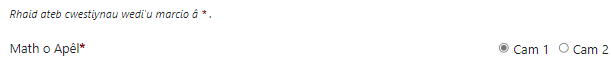 Rhaid ateb cwestiynau wedi'u marcio â * .
Math o Apêl* Cam 1 Cam 2